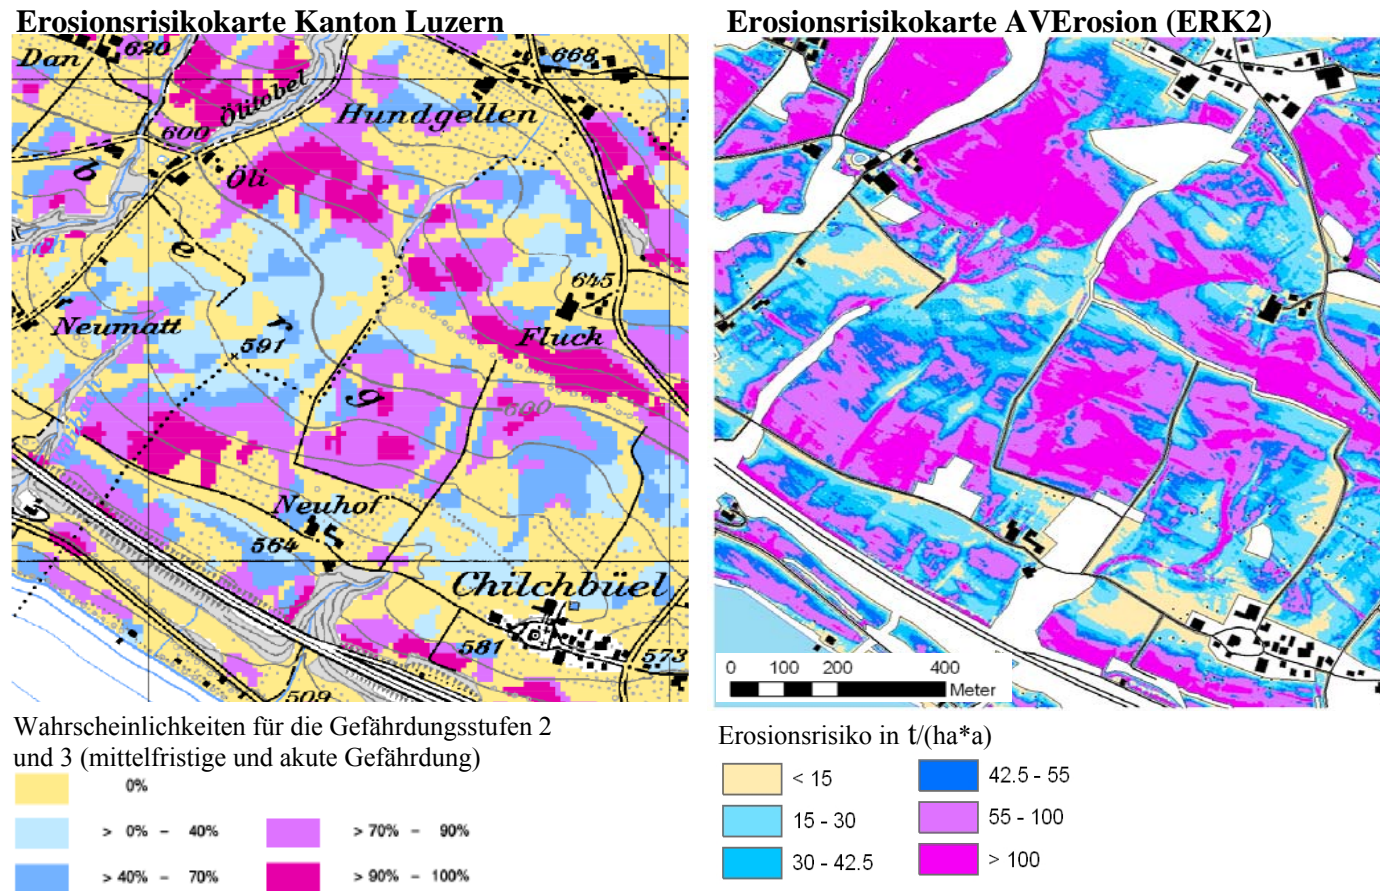 Erosionsrisikokarte Kanton Luzern
Erosionsrisikokarte AVErosion (ERK2)
Dan
620
668
Ölitobel
Hundgellen
600
Öli
b
e
r
g
645
Neumatt
591
Fluck
600
Neuhof
564
Chilchbüel
581
573
509
0 100 200 400
Meter
Wahrscheinlichkeiten für die Gefährdungsstufen 2
und 3 (mittelfristige und akute Gefährdung)
0%
> 0% - 40%
> 40% - 70%
> 70% - 90%
> 90% - 100%
Erosionsrisiko in t/(ha*a)
< 15
15 - 30
30 - 42.5
42.5 - 55
55 - 100
> 100